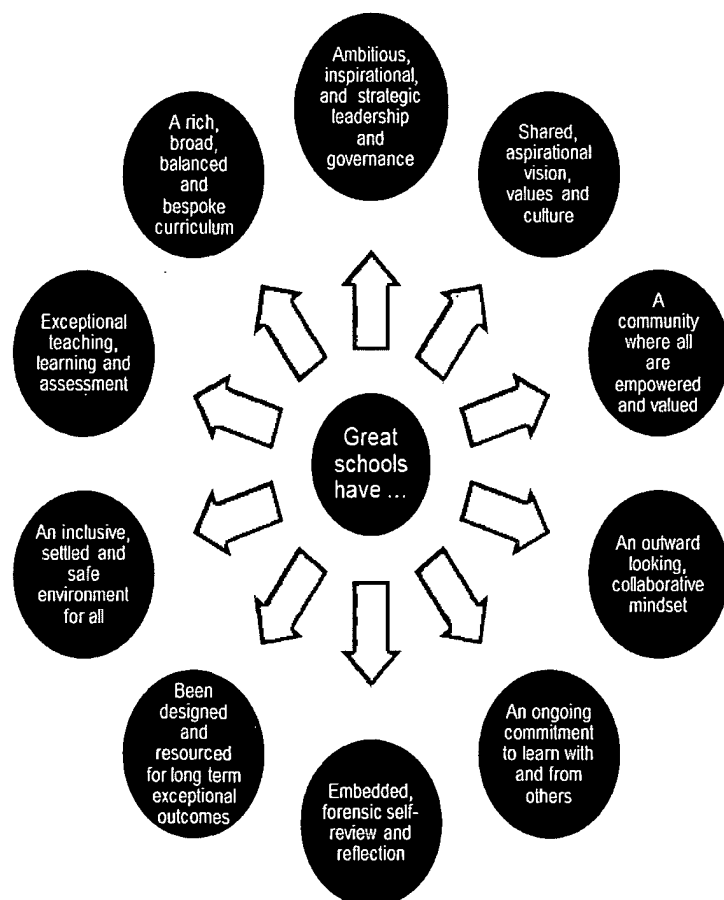 Great
schools
have ...
Ambitious,
inspirational,
and strategic
leadership
and
governance
Shared,
aspirational
vision,
values and
culture
A
community
where all
are
empowered
and valued
An outward
looking,
collaborative
mindset
An ongoing
commitment
to learn with
and from
others
Embedded,
forensic self-
review and
reflection
Been
designed
and
resourced
for long term
exceptional
outcomes
An inclusive,
settled and
safe
environment
for all
Exceptional
teaching,
learning and
assessment
A rich,
broad,
balanced
and
bespoke
curriculum